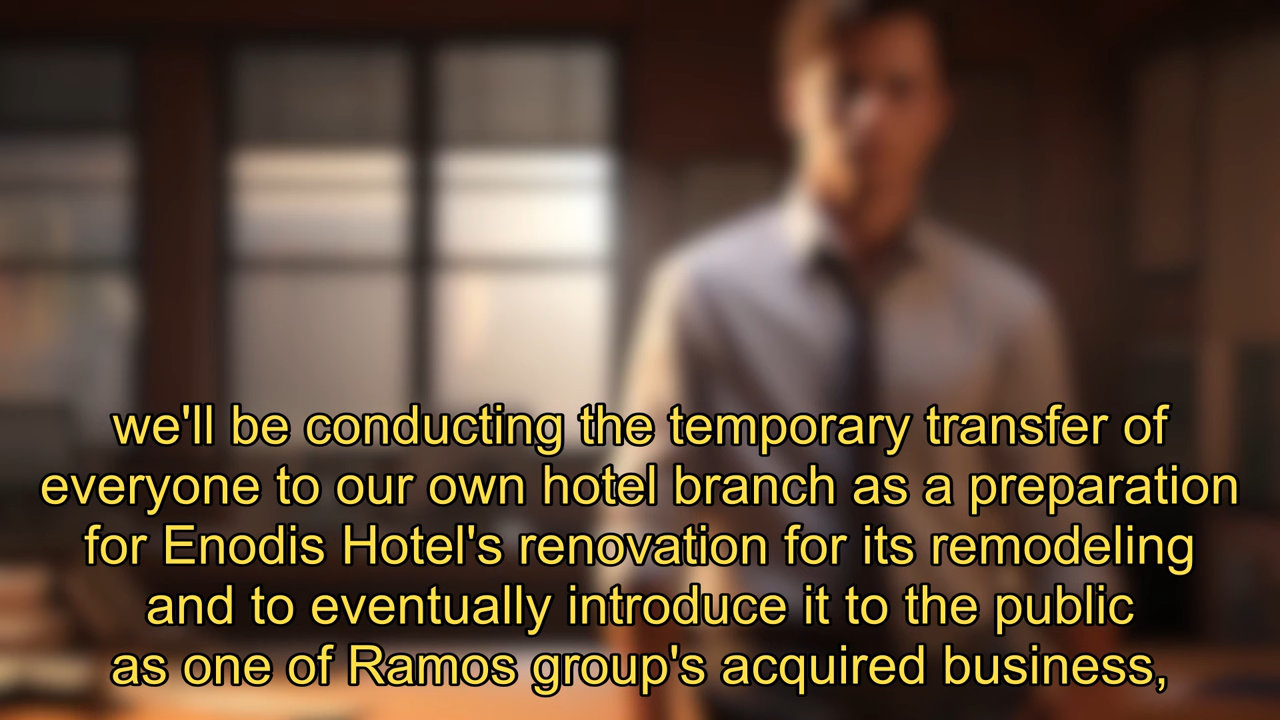 we'll be conducting the temporary transfer of
everyone to our own hotel branch as a preparation
for Enodis Hotel's renovation for its remodeling
and to eventually introduce it to the public
as one of Ramos group's acquired business,